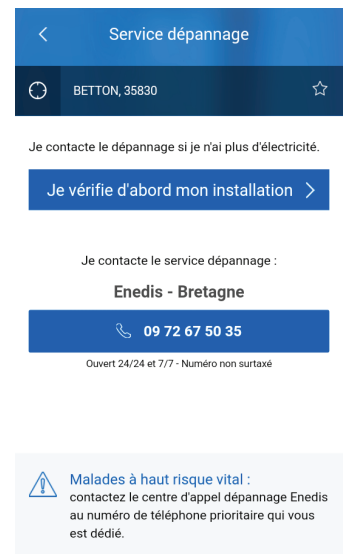 Service dépannage
BETTON, 35830
Je contacte le dépannage si je n'ai plus d'électricité.
Je vérifie d'abord mon installation
Je contacte le service dépannage :
Enedis - Bretagne
09 72 67 50 35
Ouvert 24/24 et 7/7 - Numéro non surtaxé
Malades à haut risque vital :
contactez le centre d'appel dépannage Enedis
au numéro de téléphone prioritaire qui vous
est dédié.